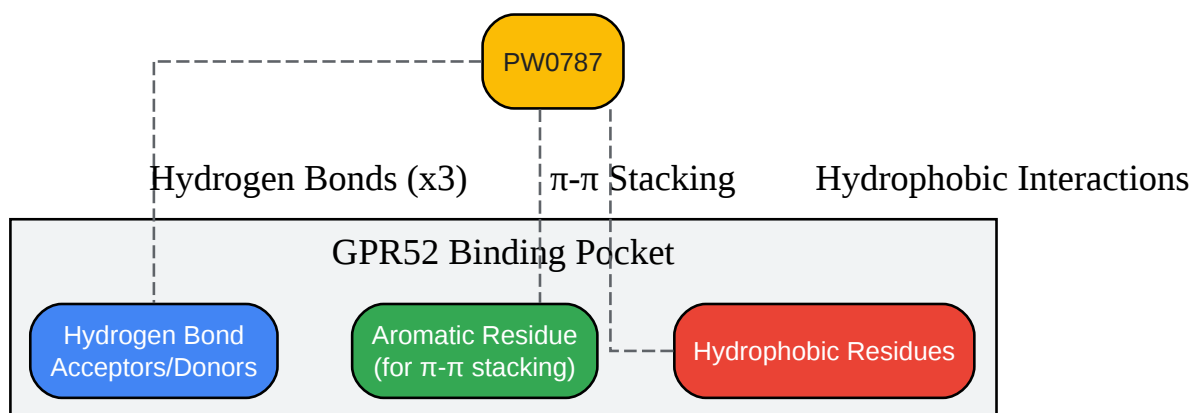 PW0787
Hydrogen Bonds (x3)
π-π Stacking
Hydrophobic Interactions
GPR52 Binding Pocket
Hydrogen Bond
Acceptors/Donors
Aromatic Residue
(for π-π stacking)
Hydrophobic Residues